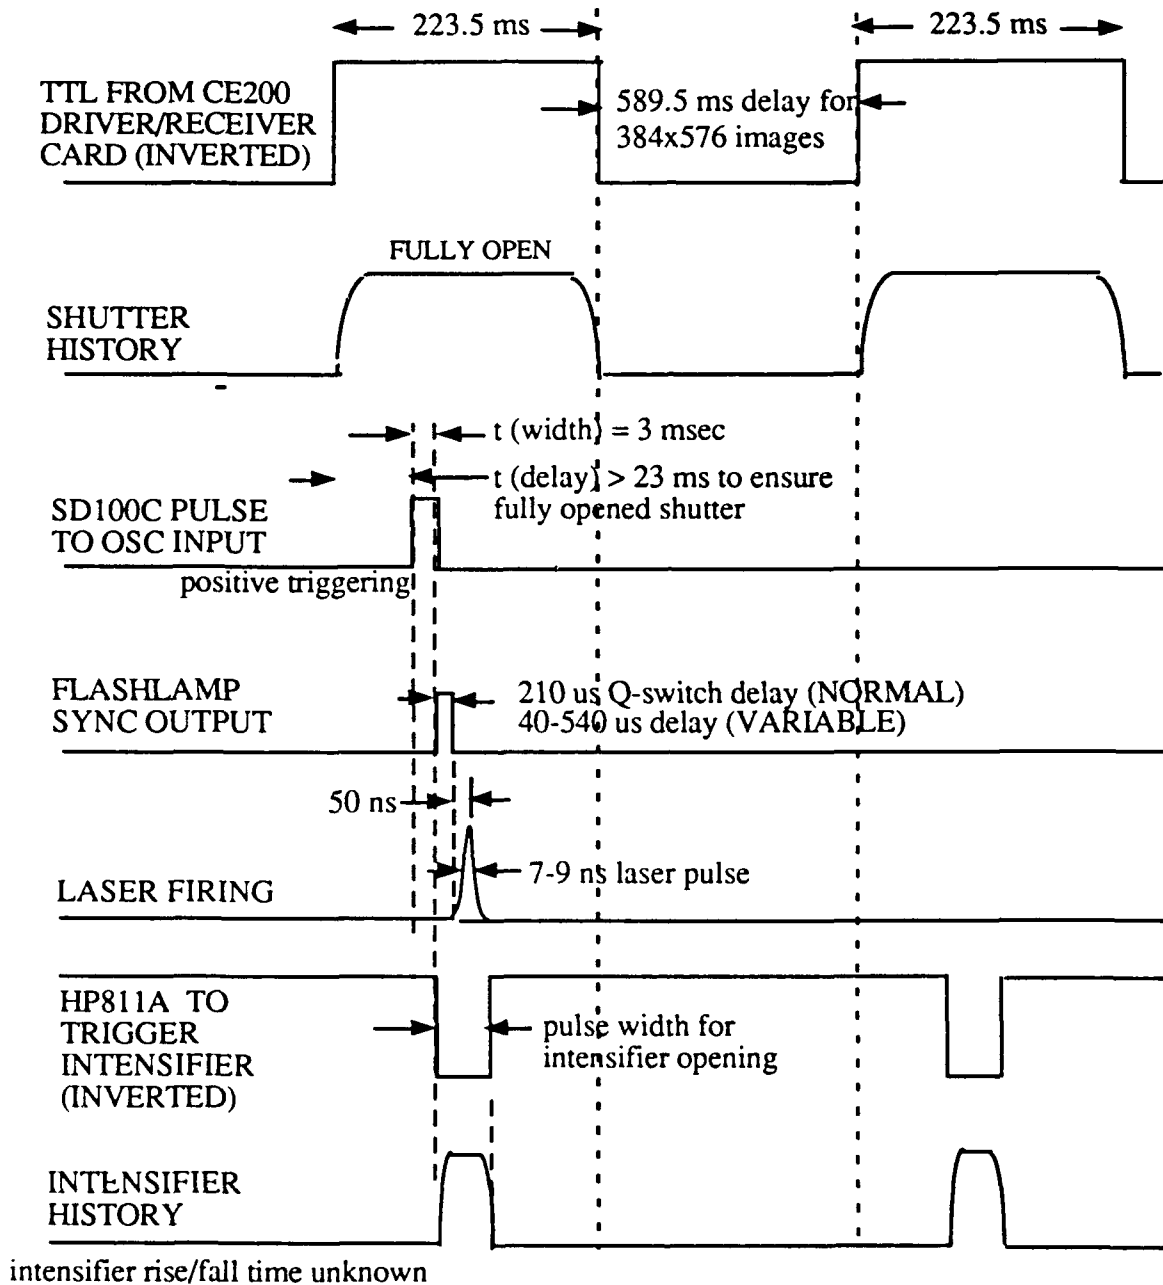 223.5 ms
223.5 ms
TTL FROM CE200
DRIVER/RECEIVER
CARD (INVERTED)
589.5 ms delay for
384x576 images
FULLY OPEN
SHUTTER
HISTORY
t (width) = 3 msec
t (delay) > 23 ms to ensure
fully opened shutter
SD100C PULSE
TO OSC INPUT
positive triggering
FLASHLAMP
SYNC OUTPUT
210 us Q-switch delay (NORMAL)
40-540 us delay (VARIABLE)
50 ns
7-9 ns laser pulse
LASER FIRING
HP811A TO
TRIGGER
INTENSIFIER
(INVERTED)
pulse width for
intensifier opening
INTENSIFIER
HISTORY
intensifier rise/fall time unknown